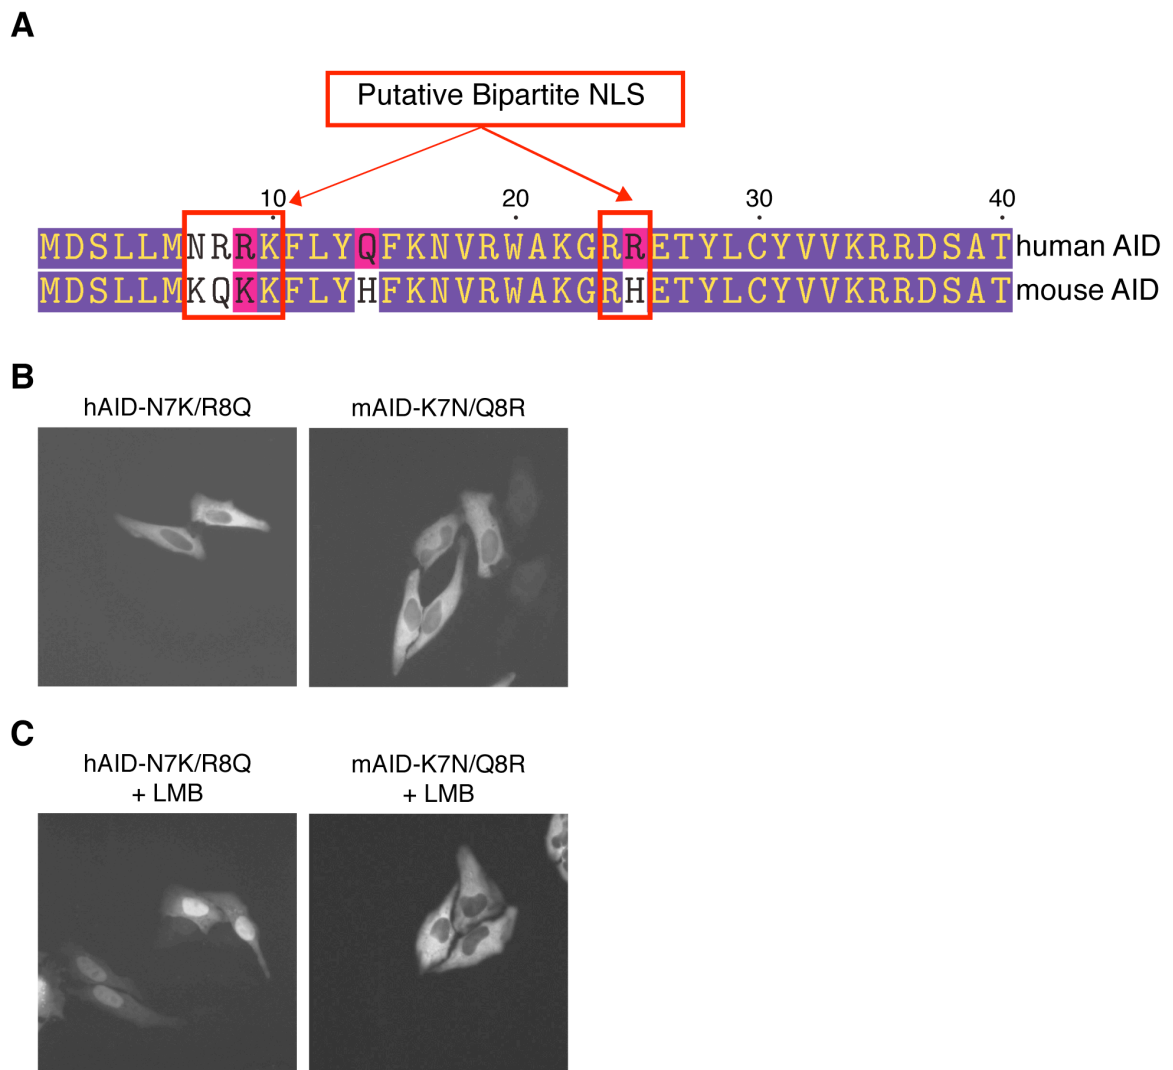 A
Putative Bipartite NLS
10 20 30 40
MDSLLMNRRKFLYQFKNVRWAKGRRETYLCYVVKRRDSAT human AID
MDSLLMKQKKFLYHFKNVRWAKGRHETYLCYVVKRRDSAT mouse AID
B
hAID-N7K/R8Q mAID-K7N/Q8R
C
hAID-N7K/R8Q mAID-K7N/Q8R
+ LMB + LMB